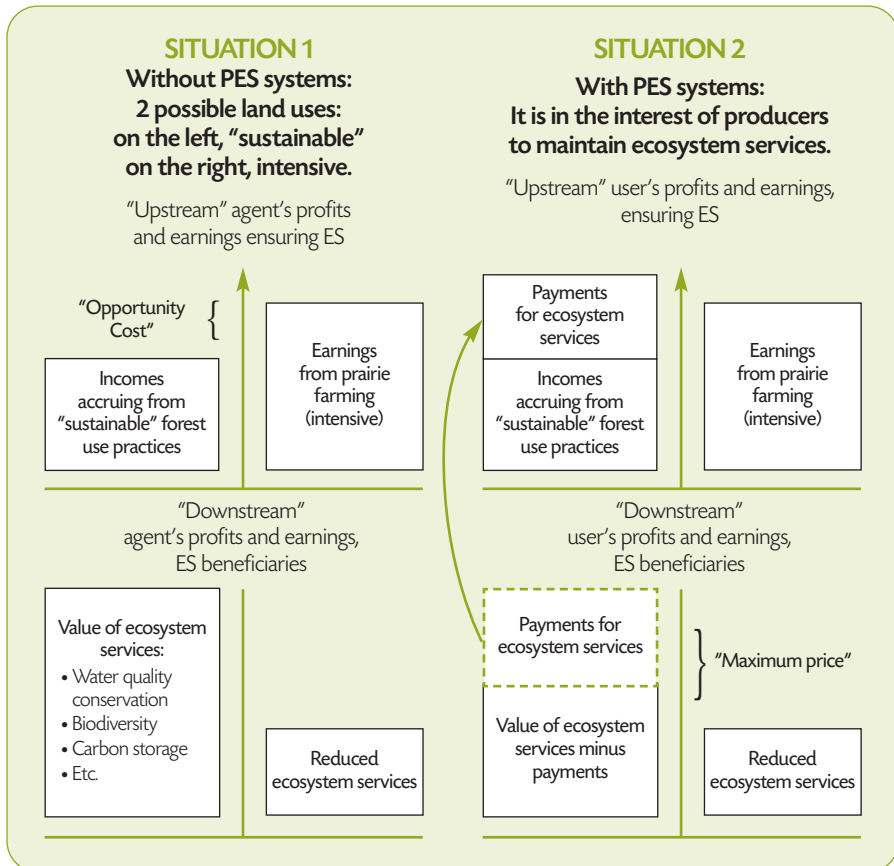 SITUATION 1
Without PES systems:
2 possible land uses:
on the left, “sustainable”
on the right, intensive.
“Upstream” agent’s profits
and earnings ensuring ES
“Opportunity
Cost”
{
Incomes
accruing from
“sustainable” forest
use practices
Earnings
from prairie
farming
(intensive)
“Downstream”
agent’s profits and earnings,
ES beneficiaries
Value of ecosystem
services:
• Water quality
conservation
• Biodiversity
• Carbon storage
• Etc.
Reduced
ecosystem services
SITUATION 2
With PES systems:
It is in the interest of producers
to maintain ecosystem services.
“Upstream” user’s profits and earnings,
ensuring ES
Payments
for ecosystem
services
Incomes
accruing from
“sustainable” forest
use practices
Earnings
from prairie
farming
(intensive)
“Downstream”
user’s profits and earnings,
ES beneficiaries
Payments for
ecosystem services
}
“Maximum price”
Value of ecosystem
services minus
payments
Reduced
ecosystem services